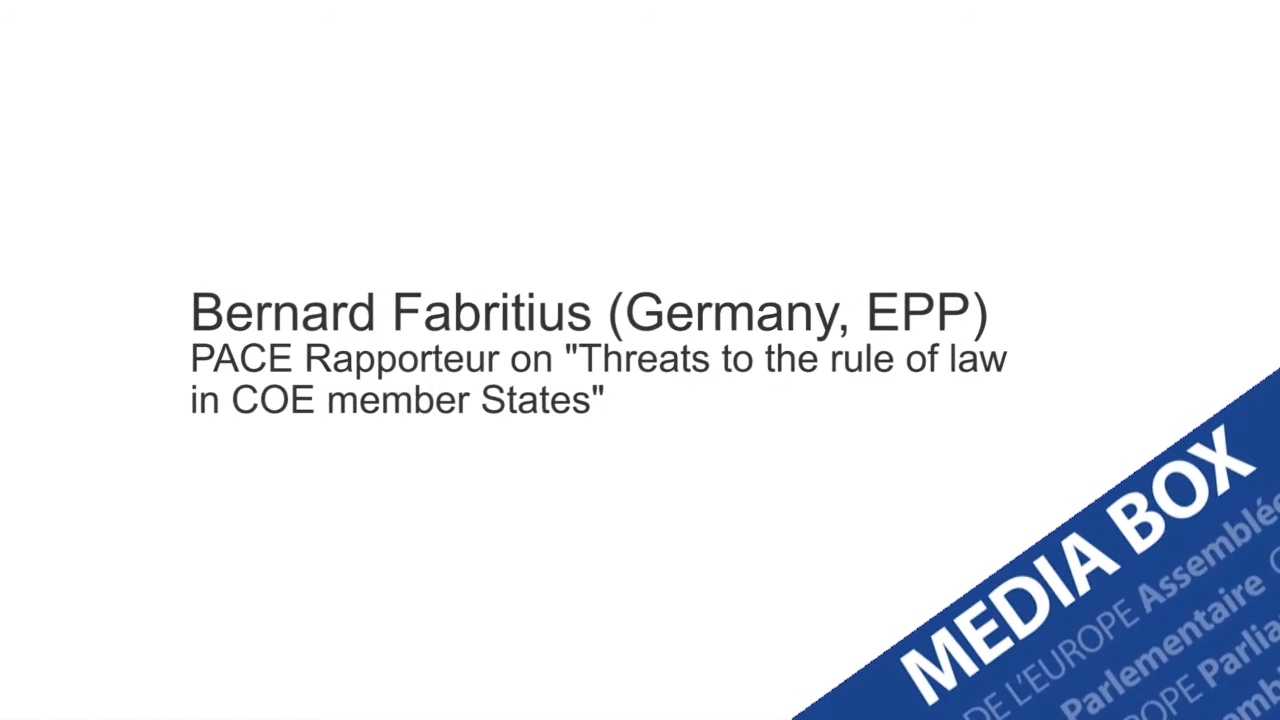 Bernard Fabritius (Germany, EPP)
PACE Rapporteur on "Threats to the rule of law
in COE member States"
MEDIA BOX
DE L'EUROPE Assemblée
Parlementaire
Parlia